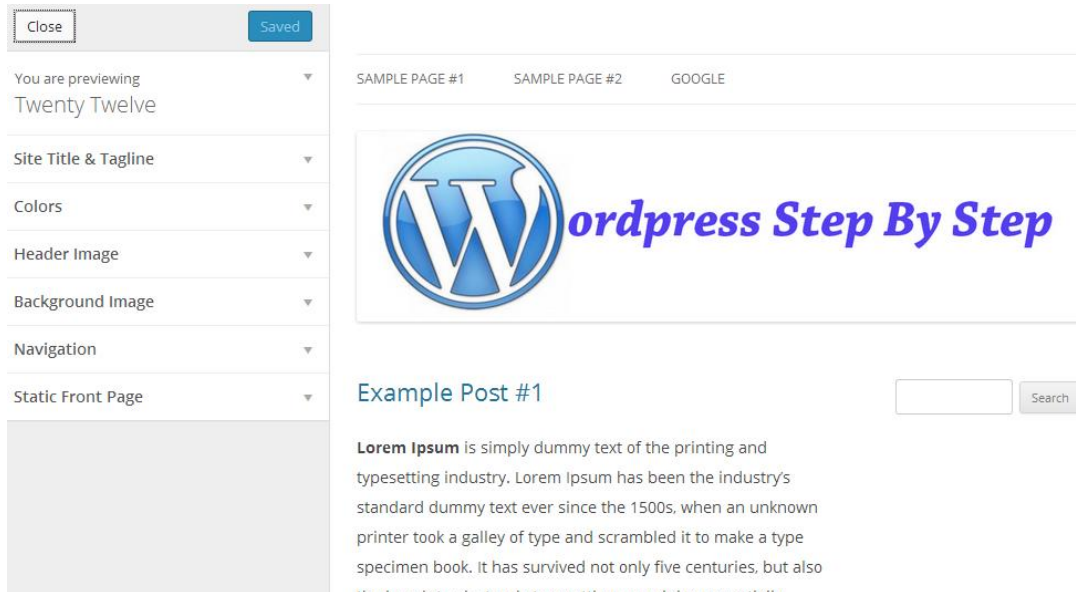 Close
Saved
You are previewing
Twenty Twelve
Site Title & Tagline
Colors
Header Image
Background Image
Navigation
Static Front Page
SAMPLE PAGE #1 SAMPLE PAGE #2 GOOGLE
Wordpress Step By Step
Example Post #1
Search
Lorem Ipsum is simply dummy text of the printing and
typesetting industry. Lorem Ipsum has been the industry's
standard dummy text ever since the 1500s, when an unknown
printer took a galley of type and scrambled it to make a type
specimen book. It has survived not only five centuries, but also